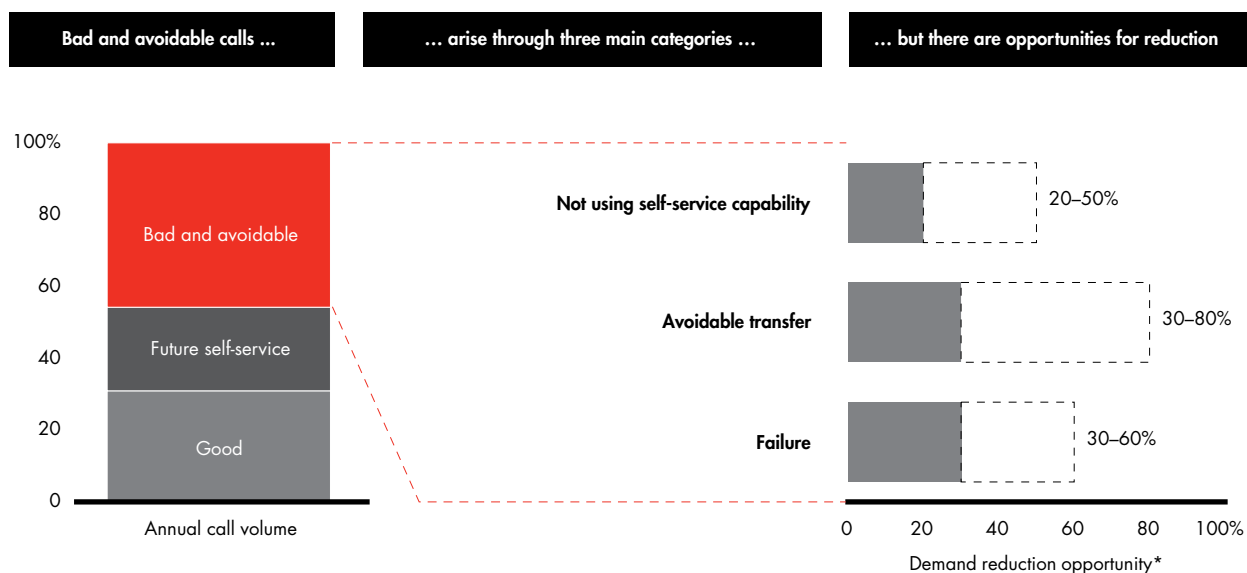 Bad and avoidable calls ...
... arise through three main categories ...
... but there are opportunities for reduction
100%
80
60
40
20
0
Bad and avoidable
Future self-service
Good
Annual call volume
Not using self-service capability
20–50%
Avoidable transfer
30–80%
Failure
30–60%
0 20 40 60 80 100%
Demand reduction opportunity*